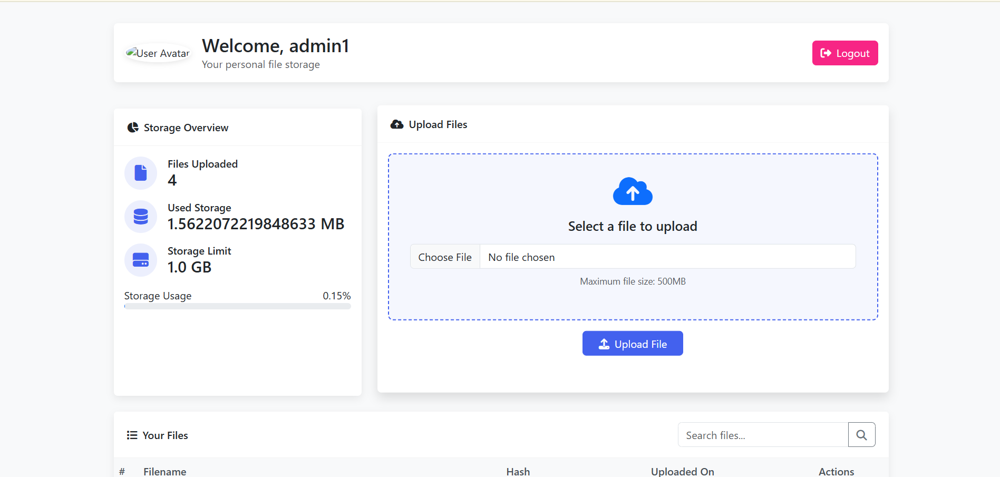 User Avatar
Welcome, admin1
Your personal file storage
Logout
Storage Overview
Files Uploaded
4
Used Storage
1.5622072219848633 MB
Storage Limit
1.0 GB
Storage Usage 0.15%
Upload Files
Select a file to upload
Choose File No file chosen
Maximum file size: 500MB
Upload File
Your Files
Search files...
# Filename Hash Uploaded On Actions